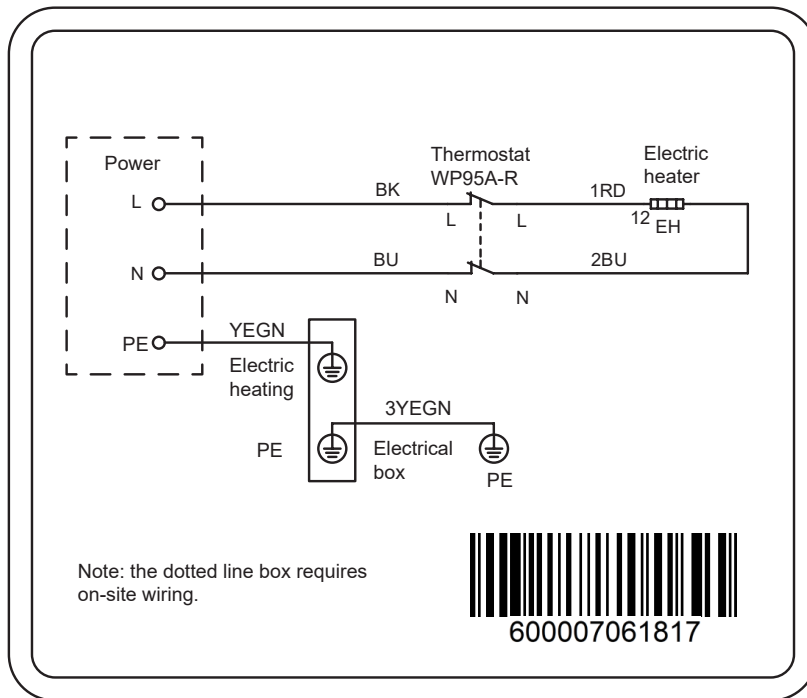 Power
Thermostat
WP95A-R
Electric
heater
L
BK
L
L
1RD
12
EH
N
BU
N
N
2BU
PE
YEGN
Electric
heating
3YEGN
PE
Electrical
box
PE
Note: the dotted line box requires
on-site wiring.
600007061817